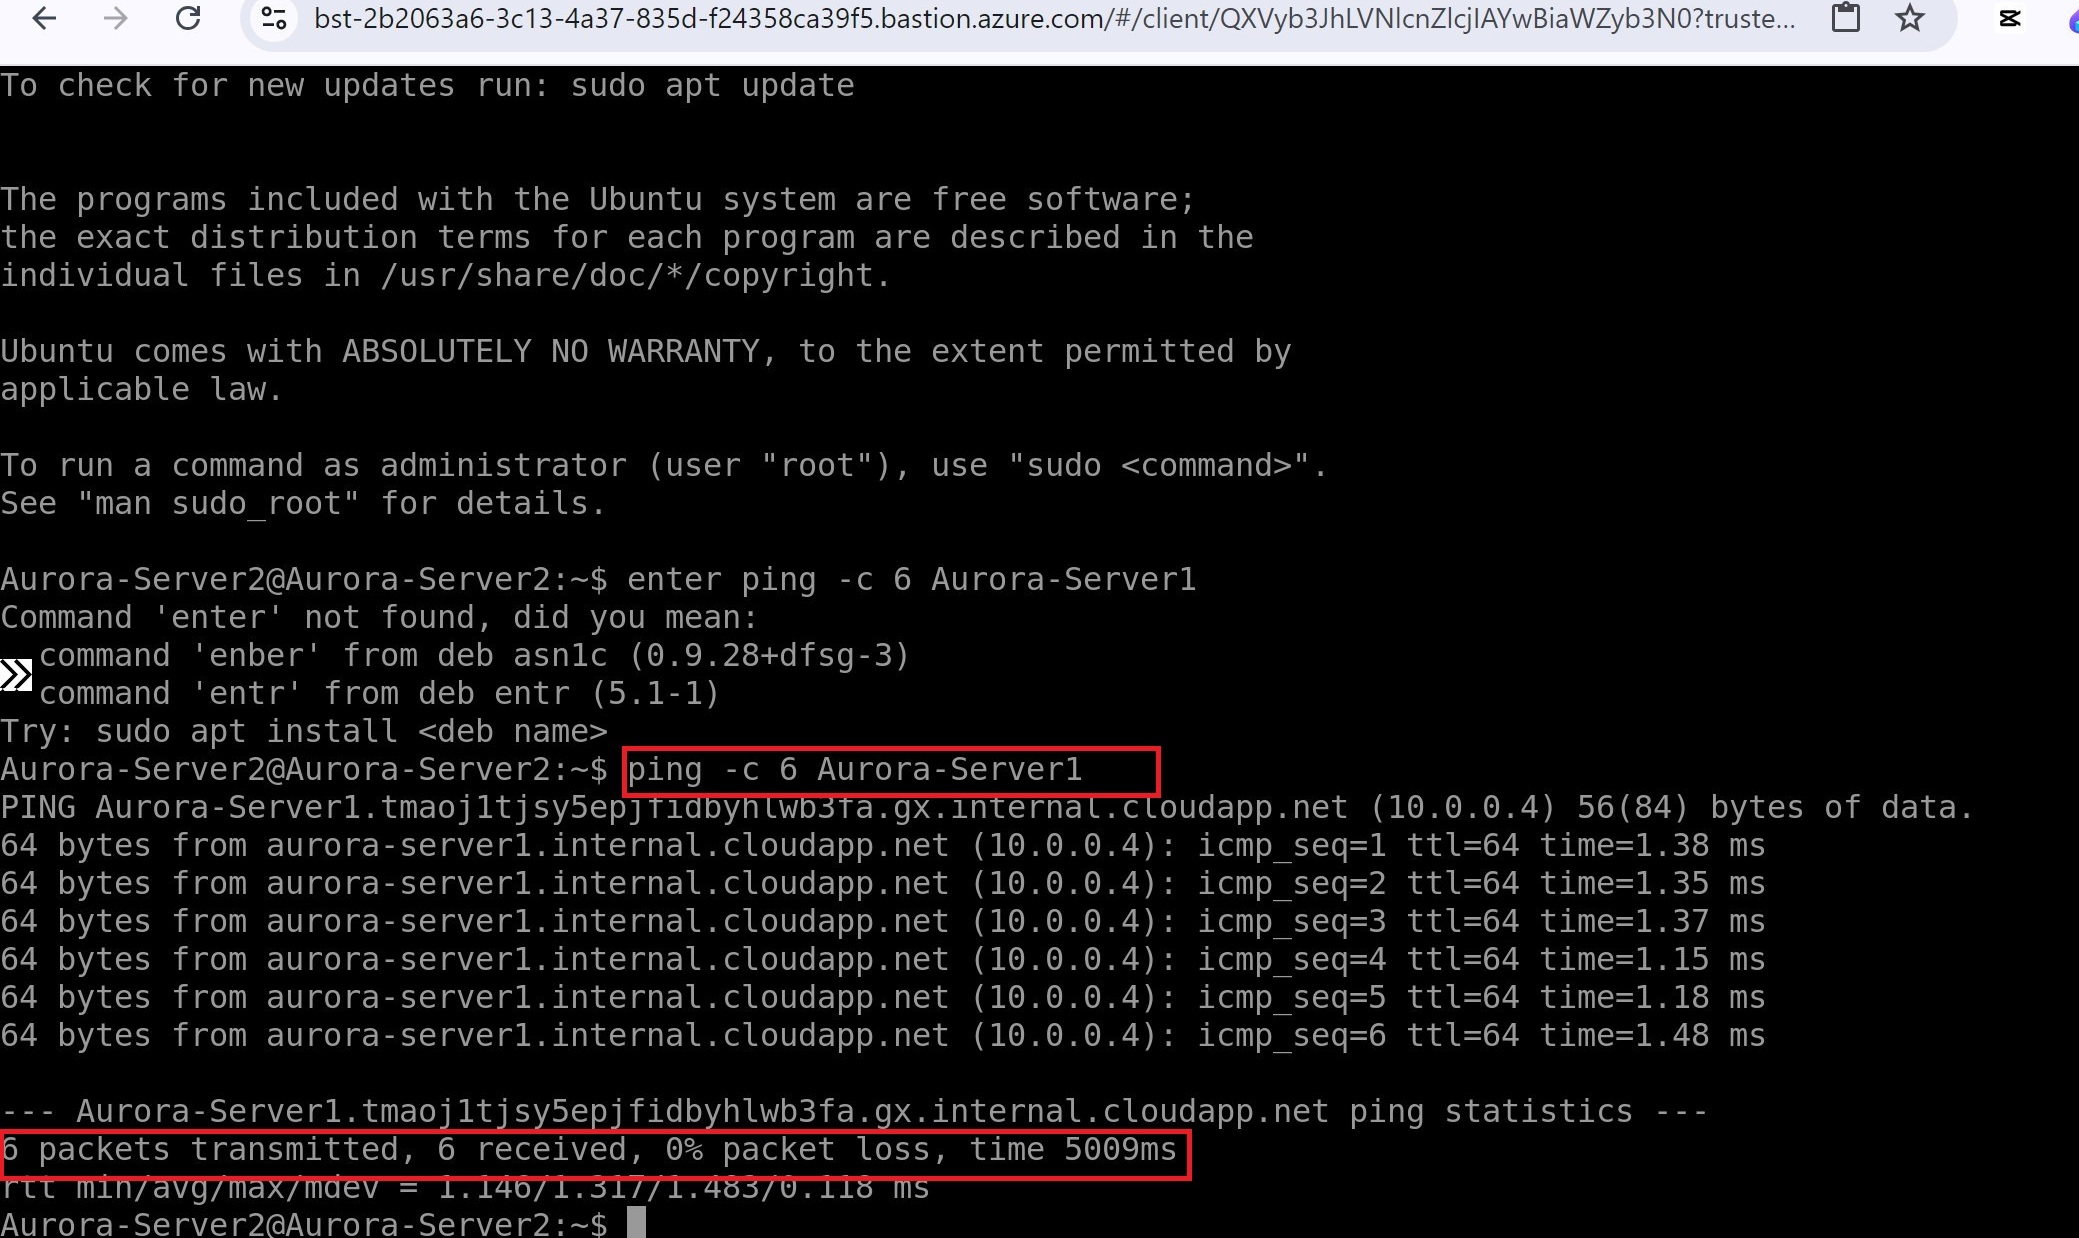 bst-2b2063a6-3c13-4a37-835d-f24358ca39f5.bastion.azure.com/#/client/QXVyb3JhLVNlcnZlcjIAYwBiaWZyb3N0?truste...
To check for new updates run: sudo apt update
The programs included with the Ubuntu system are free software;
the exact distribution terms for each program are described in the
individual files in /usr/share/doc/*/copyright.
Ubuntu comes with ABSOLUTELY NO WARRANTY, to the extent permitted by
applicable law.
To run a command as administrator (user "root"), use "sudo <command>".
See "man sudo_root" for details.
Aurora-Server2@Aurora-Server2:~$ enter ping -c 6 Aurora-Server1
Command 'enter' not found, did you mean:
command 'enber' from deb asn1c (0.9.28+dfsg-3)
command 'entr' from deb entr (5.1-1)
Try: sudo apt install <deb name>
Aurora-Server2@Aurora-Server2:~$ ping -c 6 Aurora-Server1
PING Aurora-Server1.tmaoj1tjsy5epjfidbyhlwb3fa.gx.internal.cloudapp.net (10.0.0.4) 56(84) bytes of data.
64 bytes from aurora-server1.internal.cloudapp.net (10.0.0.4): icmp_seq=1 ttl=64 time=1.38 ms
64 bytes from aurora-server1.internal.cloudapp.net (10.0.0.4): icmp_seq=2 ttl=64 time=1.35 ms
64 bytes from aurora-server1.internal.cloudapp.net (10.0.0.4): icmp_seq=3 ttl=64 time=1.37 ms
64 bytes from aurora-server1.internal.cloudapp.net (10.0.0.4): icmp_seq=4 ttl=64 time=1.15 ms
64 bytes from aurora-server1.internal.cloudapp.net (10.0.0.4): icmp_seq=5 ttl=64 time=1.18 ms
64 bytes from aurora-server1.internal.cloudapp.net (10.0.0.4): icmp_seq=6 ttl=64 time=1.48 ms
--- Aurora-Server1.tmaoj1tjsy5epjfidbyhlwb3fa.gx.internal.cloudapp.net ping statistics ---
6 packets transmitted, 6 received, 0% packet loss, time 5009ms
rtt min/avg/max/mdev = 1.146/1.317/1.483/0.118 ms
Aurora-Server2@Aurora-Server2:~$